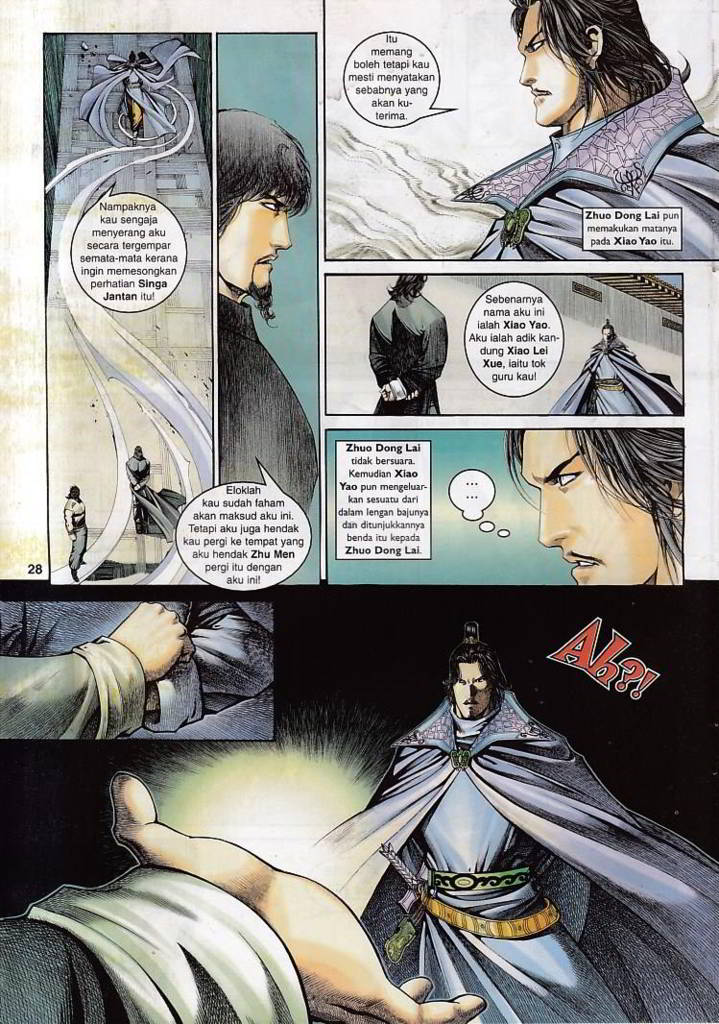 Nampaknya
kau sengaja
menyerang aku
secara tergempar
semata-mata kerana
ingin memesongkan
perhatian Singa
Jantan itu!
Eloklah
kau sudah faham
akan maksud aku ini.
Tetapi aku juga hendak
kau pergi ke tempat yang
aku hendak Zhu Men
pergi itu dengan
aku ini!
Itu
memang
boleh tetapi kau
mesti menyatakan
sebabnya yang
akan ku-
terima.
Zhuo Dong Lai pun
memakukan matanya
pada Xiao Yao itu.
Sebenarnya
nama aku ini
ialah Xiao Yao.
Aku ialah adik kan-
dung Xiao Lei
Xue, iaitu tok
guru kau!
Zhuo Dong Lai
tidak bersuara.
Kemudian Xiao
Yao pun mengeluar-
kan sesuatu dari
dalam lengan bajunya
dan ditunjukkannya
benda itu kepada
Zhuo Dong Lai.
...
...
28
Ah?!